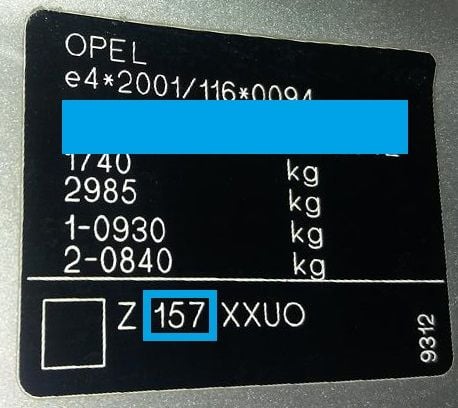 OPEL
e4*2001/116*0094
1740 kg
2985 kg
1-0930 kg
2-0840 kg
Z 157 XXUO
9312